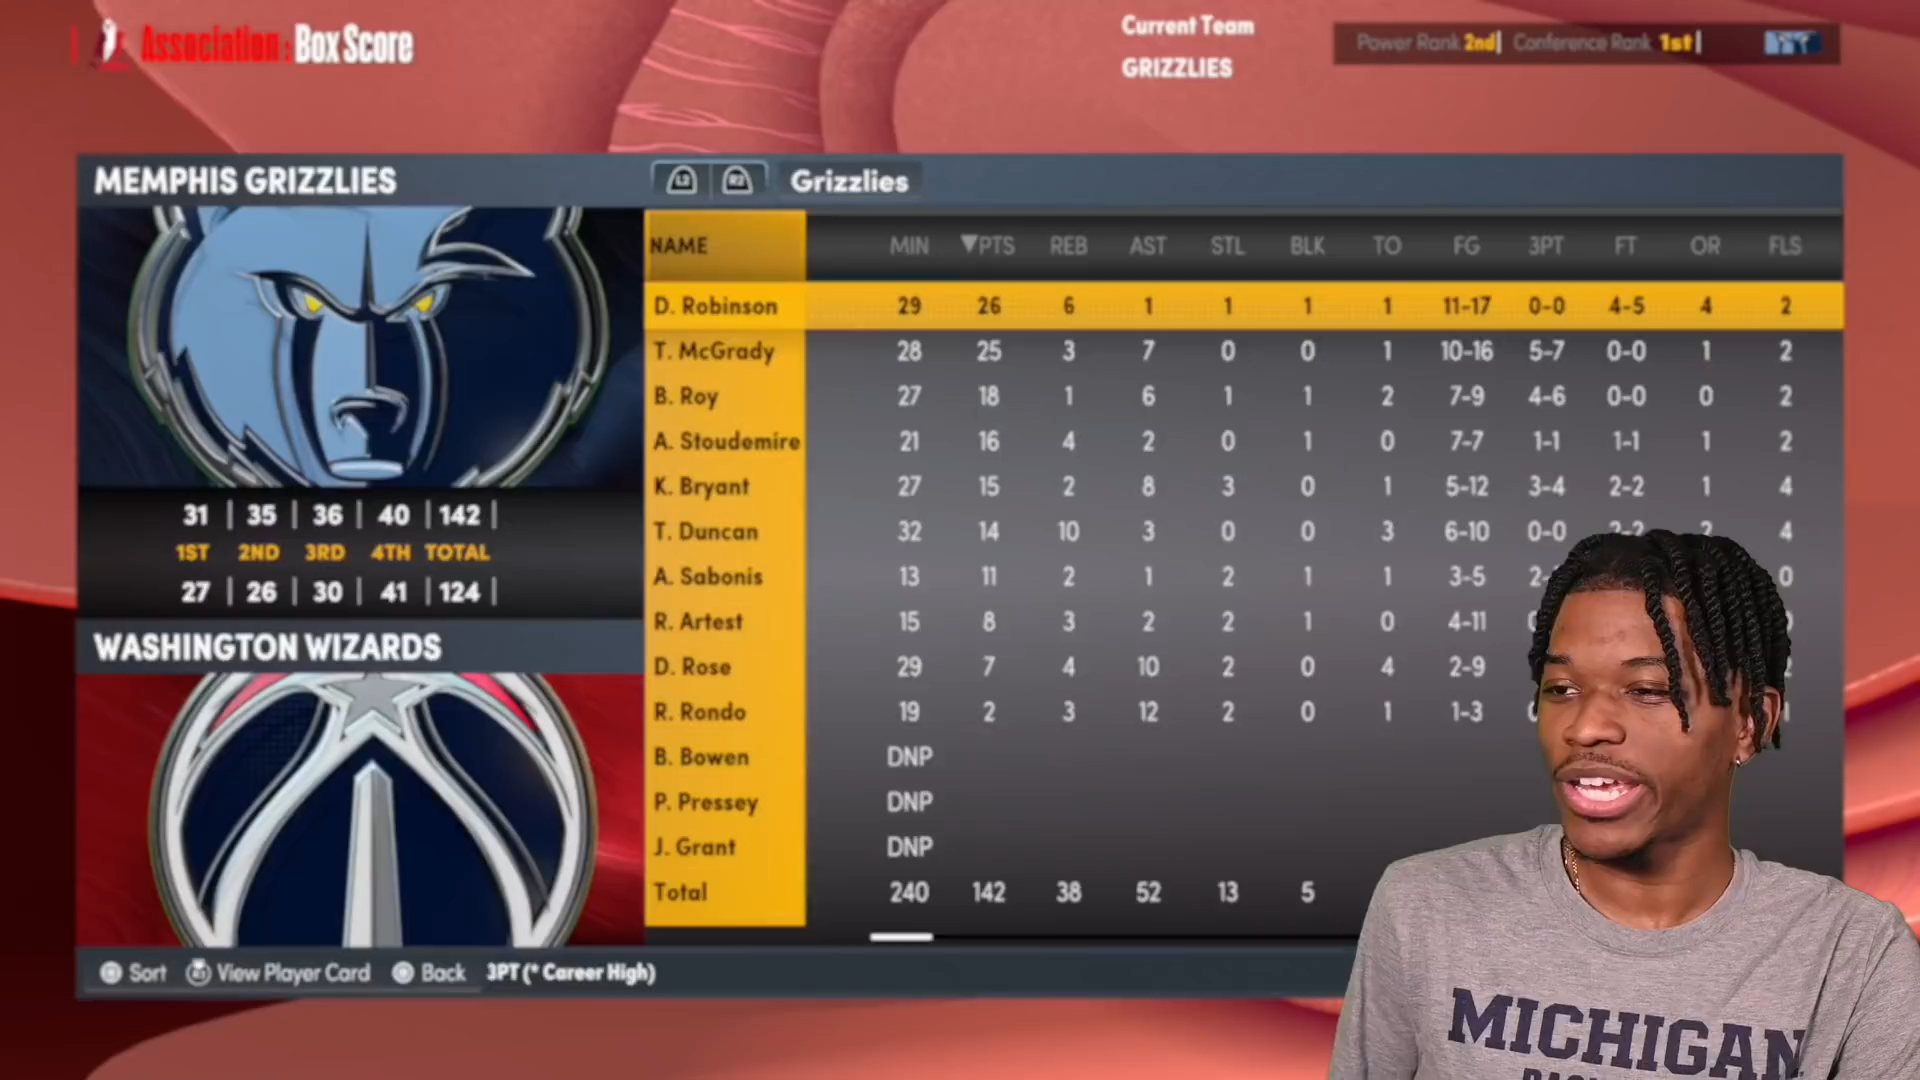 Association: Box Score
Current Team
GRIZZLIES
Power Rank 2nd| Conference Rank 1st|
MEMPHIS GRIZZLIES
31 | 35 | 36 | 40 | 142 |
1ST 2ND 3RD 4TH TOTAL
27 | 26 | 30 | 41 | 124 |
WASHINGTON WIZARDS
L2 R2 Grizzlies
NAME MIN ▼PTS REB AST STL BLK TO FG 3PT FT OR FLS
D. Robinson 29 26 6 1 1 1 1 11-17 0-0 4-5 4 2
T. McGrady 28 25 3 7 0 0 1 10-16 5-7 0-0 1 2
B. Roy 27 18 1 6 1 1 2 7-9 4-6 0-0 0 2
A. Stoudemire 21 16 4 2 0 1 0 7-7 1-1 1-1 1 2
K. Bryant 27 15 2 8 3 0 1 5-12 3-4 2-2 1 4
T. Duncan 32 14 10 3 0 0 3 6-10 0-0 2-2 2 4
A. Sabonis 13 11 2 1 2 1 1 3-5 0
R. Artest 15 8 3 2 2 1 0 4-11
D. Rose 29 7 4 10 2 0 4 2-9
R. Rondo 19 2 3 12 2 0 1 1-3
B. Bowen DNP
P. Pressey DNP
J. Grant DNP
Total 240 142 38 52 13 5
Sort View Player Card Back 3PT (* Career High)
MICHIGAN